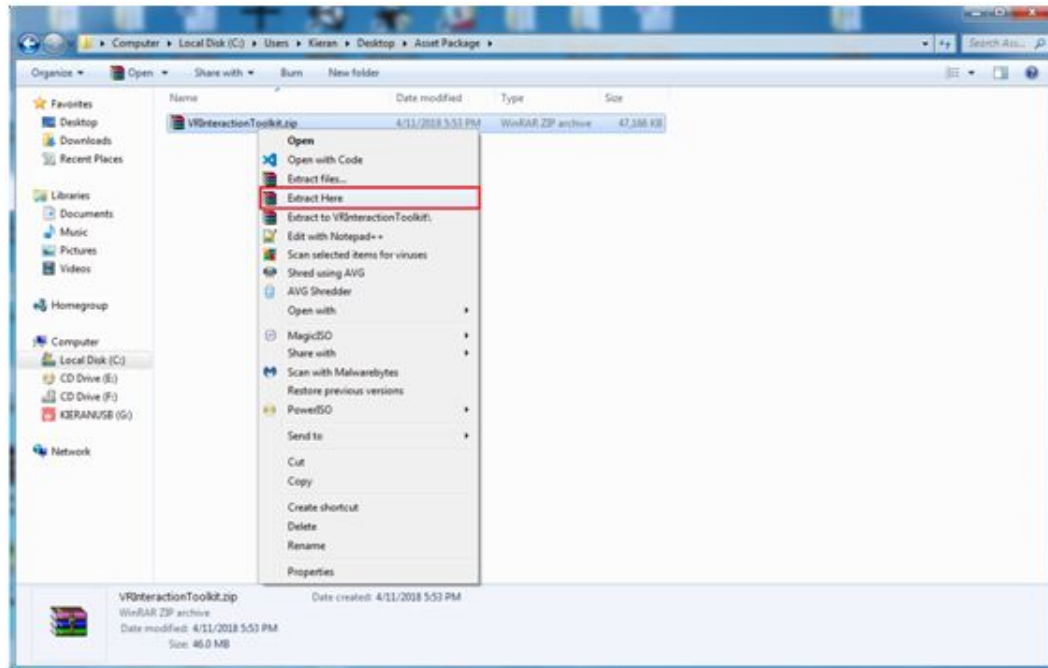 Computer ▸ Local Disk (C:) ▸ Users ▸ Kieran ▸ Desktop ▸ Asset Package ▸
Search Ass...
Organize Open Share with Burn New folder
Name Date modified Type Size
VRInteractionToolkit.zip 4/11/2018 5:53 PM WinRAR ZIP archive 47,166 KB
Favorites
Desktop
Downloads
Recent Places
Libraries
Documents
Music
Pictures
Videos
Homegroup
Computer
Local Disk (C:)
CD Drive (E:)
CD Drive (F:)
KIERANUSB (G:)
Network
Open
Open with Code
Extract files...
Extract Here
Extract to VRInteractionToolkit\
Edit with Notepad++
Scan selected items for viruses
Shred using AVG
AVG Shredder
Open with
MagicISO
Share with
Scan with Malwarebytes
Restore previous versions
PowerISO
Send to
Cut
Copy
Create shortcut
Delete
Rename
Properties
VRInteractionToolkit.zip Date created: 4/11/2018 5:53 PM
WinRAR ZIP archive
Date modified: 4/11/2018 5:53 PM
Size: 46.0 MB